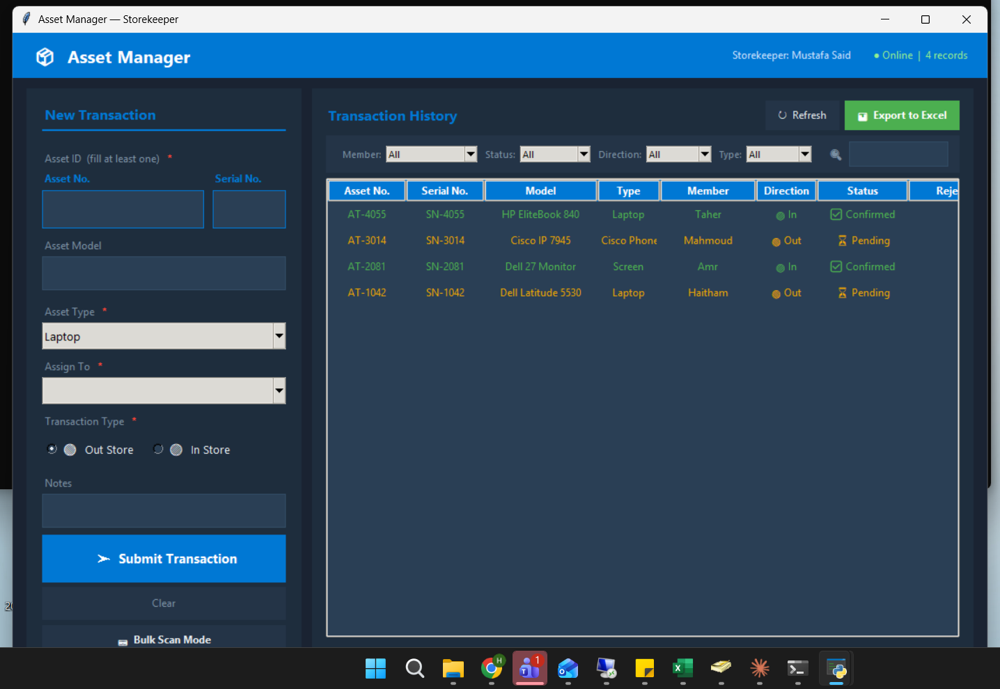 Asset Manager — Storekeeper
Asset Manager
Storekeeper: Mustafa Said
● Online | 4 records
New Transaction
Asset ID (fill at least one) *
Asset No.
Serial No.
Asset Model
Asset Type *
Laptop
Assign To *
Transaction Type *
Out Store
In Store
Notes
Submit Transaction
Clear
Bulk Scan Mode
Transaction History
Refresh
Export to Excel
Member: All Status: All Direction: All Type: All
Asset No. Serial No. Model Type Member Direction Status Reje
AT-4055 SN-4055 HP EliteBook 840 Laptop Taher In Confirmed
AT-3014 SN-3014 Cisco IP 7945 Cisco Phone Mahmoud Out Pending
AT-2081 SN-2081 Dell 27 Monitor Screen Amr In Confirmed
AT-1042 SN-1042 Dell Latitude 5530 Laptop Haitham Out Pending
H
1